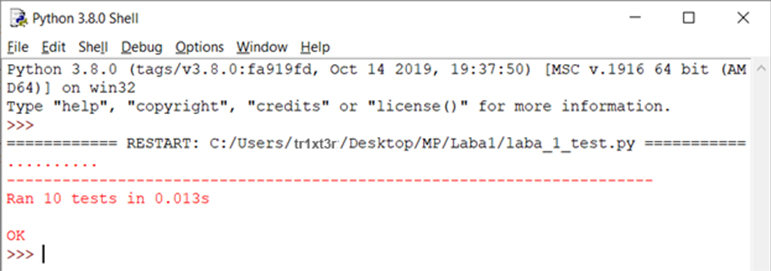 Python 3.8.0 Shell
File Edit Shell Debug Options Window Help
Python 3.8.0 (tags/v3.8.0:fa919fd, Oct 14 2019, 19:37:50) [MSC v.1916 64 bit (AM
D64)] on win32
Type "help", "copyright", "credits" or "license()" for more information.
>>>
============ RESTART: C:/Users/tr1xt3r/Desktop/MP/Laba1/laba_1_test.py ===========
..........
----------------------------------------------------------------------
Ran 10 tests in 0.013s
OK
>>>